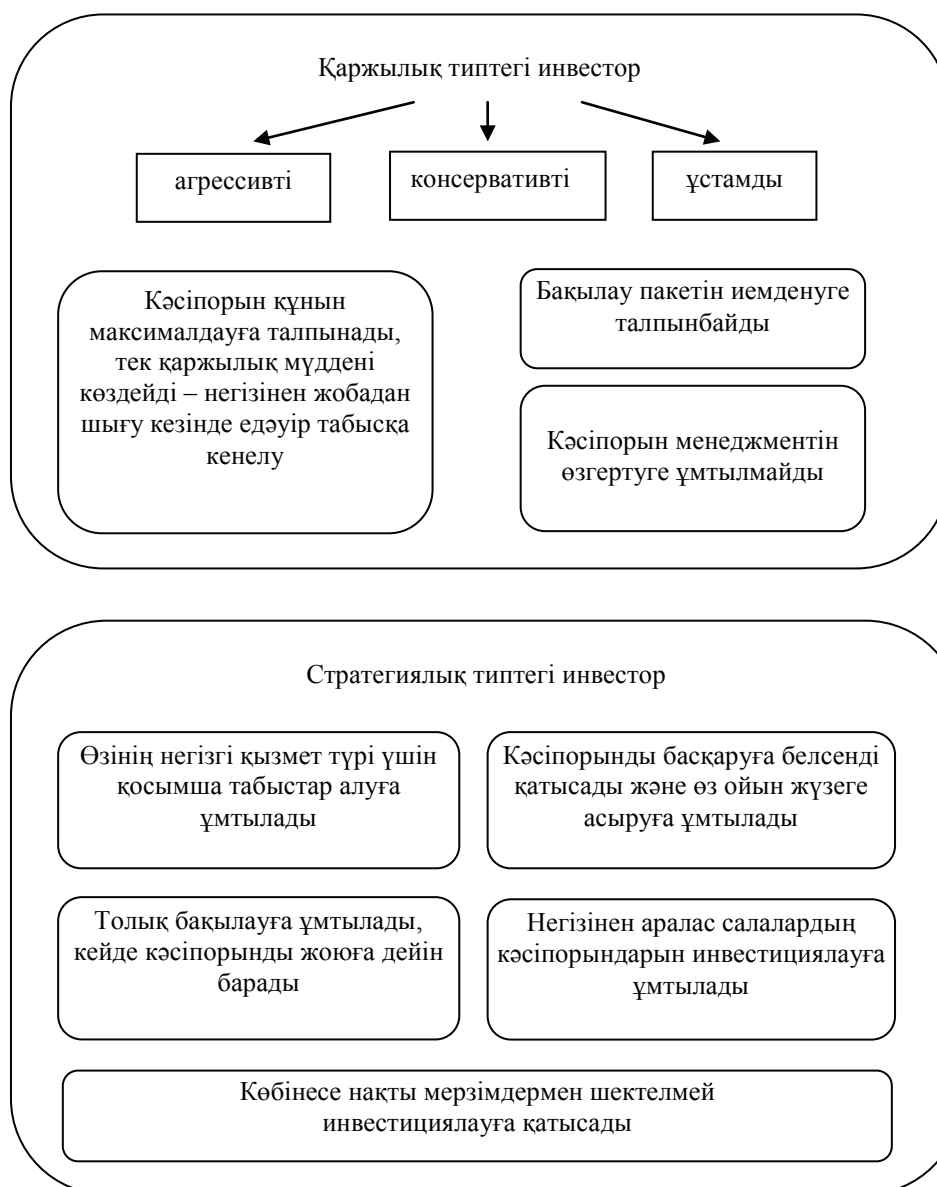 Қаржылық типтегі инвестор
агрессивті
консервативті
ұстамды
Кәсіпорын құнын
максималдауға талпынады,
тек қаржылық мүддені
көздейді – негізінен жобадан
шығу кезінде едәуір табысқа
кенелу
Бақылау пакетін иемденуге
талпынбайды
Кәсіпорын менеджментін
өзгертуге ұмтылмайды
Стратегиялық типтегі инвестор
Өзінің негізгі қызмет түрі үшін
қосымша табыстар алуға
ұмтылады
Кәсіпорынды басқаруға белсенді
қатысады және өз ойын жүзеге
асыруға ұмтылады
Толық бақылауға ұмтылады,
кейде кәсіпорынды жоюға дейін
барады
Негізінен аралас салалардың
кәсіпорындарын инвестициялауға
ұмтылады
Көбінесе нақты мерзімдермен шектелмей
инвестициялауға қатысады